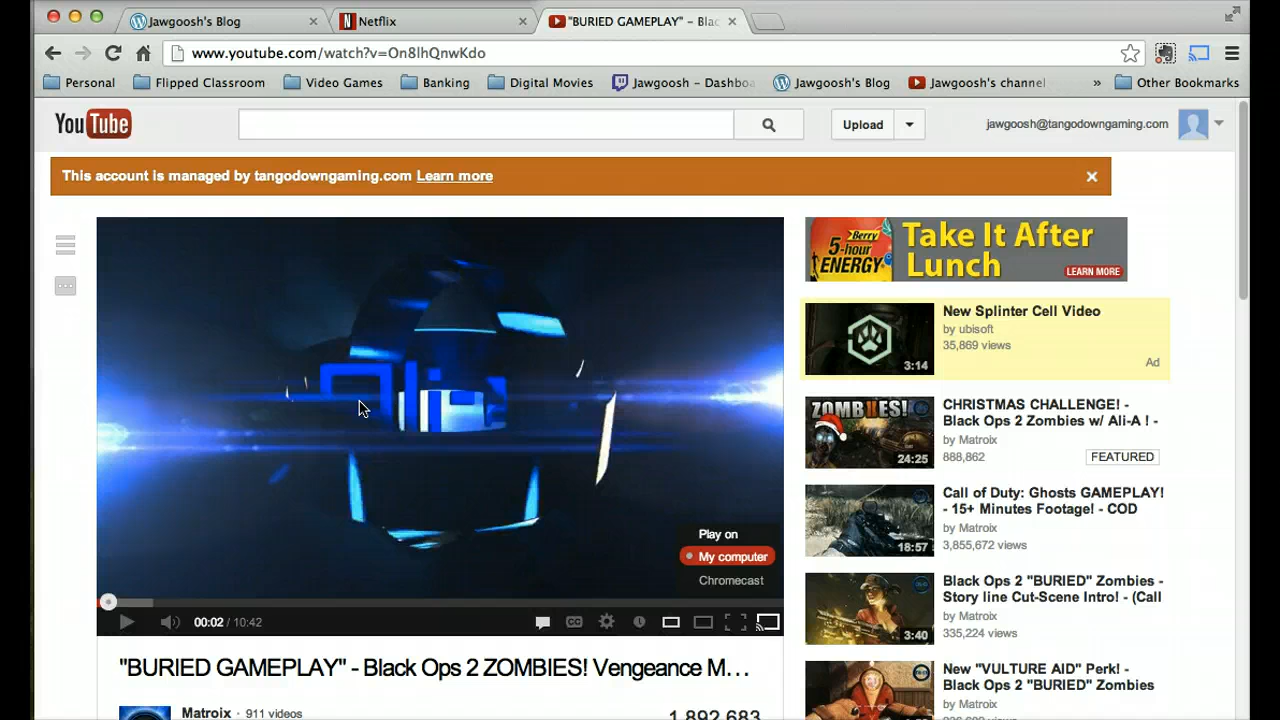 Jawgoosh's Blog
Netflix
"BURIED GAMEPLAY" - Blac
www.youtube.com/watch?v=On8lhQnwKdo
Personal
Flipped Classroom
Video Games
Banking
Digital Movies
Jawgoosh – Dashboa
Jawgoosh's Blog
Jawgoosh's channel
»
Other Bookmarks
YouTube
Upload
jawgoosh@tangodowngaming.com
This account is managed by tangodowngaming.com Learn more
Berry
5-hour
ENERGY
Take It After
Lunch
LEARN MORE
Play on
My computer
Chromecast
00:02 / 10:42
CC
"BURIED GAMEPLAY" - Black Ops 2 ZOMBIES! Vengeance M...
Matroix · 911 videos
1,892,683
New Splinter Cell Video
by ubisoft
35,869 views
Ad
3:14
ZOMBIES!
24:25
CHRISTMAS CHALLENGE! -
Black Ops 2 Zombies w/ Ali-A ! -
by Matroix
888,862
FEATURED
18:57
Call of Duty: Ghosts GAMEPLAY!
- 15+ Minutes Footage! - COD
by Matroix
3,855,672 views
3:40
Black Ops 2 "BURIED" Zombies -
Story line Cut-Scene Intro! - (Call
by Matroix
335,224 views
New "VULTURE AID" Perk! -
Black Ops 2 "BURIED" Zombies
by Matroix